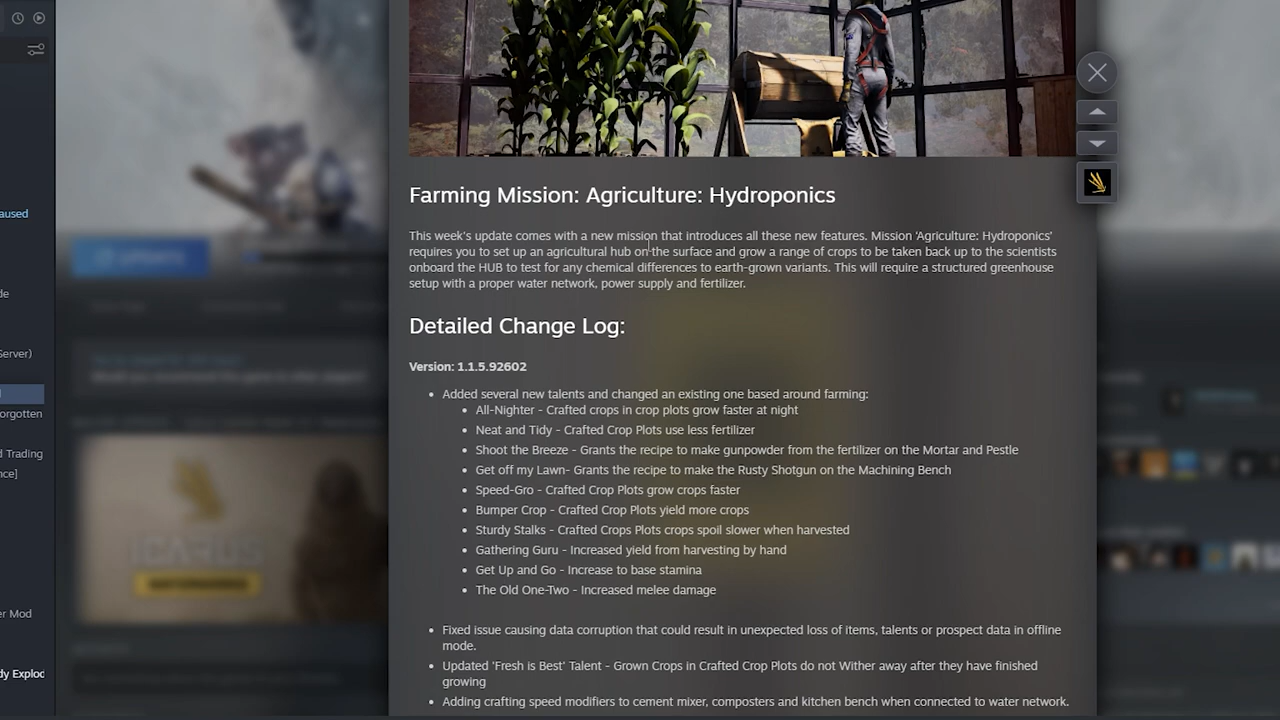 Farming Mission: Agriculture: Hydroponics
This week's update comes with a new mission that introduces all these new features. Mission 'Agriculture: Hydroponics'
requires you to set up an agricultural hub on the surface and grow a range of crops to be taken back up to the scientists
onboard the HUB to test for any chemical differences to earth-grown variants. This will require a structured greenhouse
setup with a proper water network, power supply and fertilizer.
Detailed Change Log:
Version: 1.1.5.92602
• Added several new talents and changed an existing one based around farming:
• All-Nighter - Crafted crops in crop plots grow faster at night
• Neat and Tidy - Crafted Crop Plots use less fertilizer
• Shoot the Breeze - Grants the recipe to make gunpowder from the fertilizer on the Mortar and Pestle
• Get off my Lawn- Grants the recipe to make the Rusty Shotgun on the Machining Bench
• Speed-Gro - Crafted Crop Plots grow crops faster
• Bumper Crop - Crafted Crop Plots yield more crops
• Sturdy Stalks - Crafted Crops Plots crops spoil slower when harvested
• Gathering Guru - Increased yield from harvesting by hand
• Get Up and Go - Increase to base stamina
• The Old One-Two - Increased melee damage
• Fixed issue causing data corruption that could result in unexpected loss of items, talents or prospect data in offline
mode.
• Updated 'Fresh is Best' Talent - Grown Crops in Crafted Crop Plots do not Wither away after they have finished
growing
• Adding crafting speed modifiers to cement mixer, composters and kitchen bench when connected to water network.
aused
de
Server)
orgotten
d Trading
nce]
er Mod
dy Explod
UPDATE
ICARUS